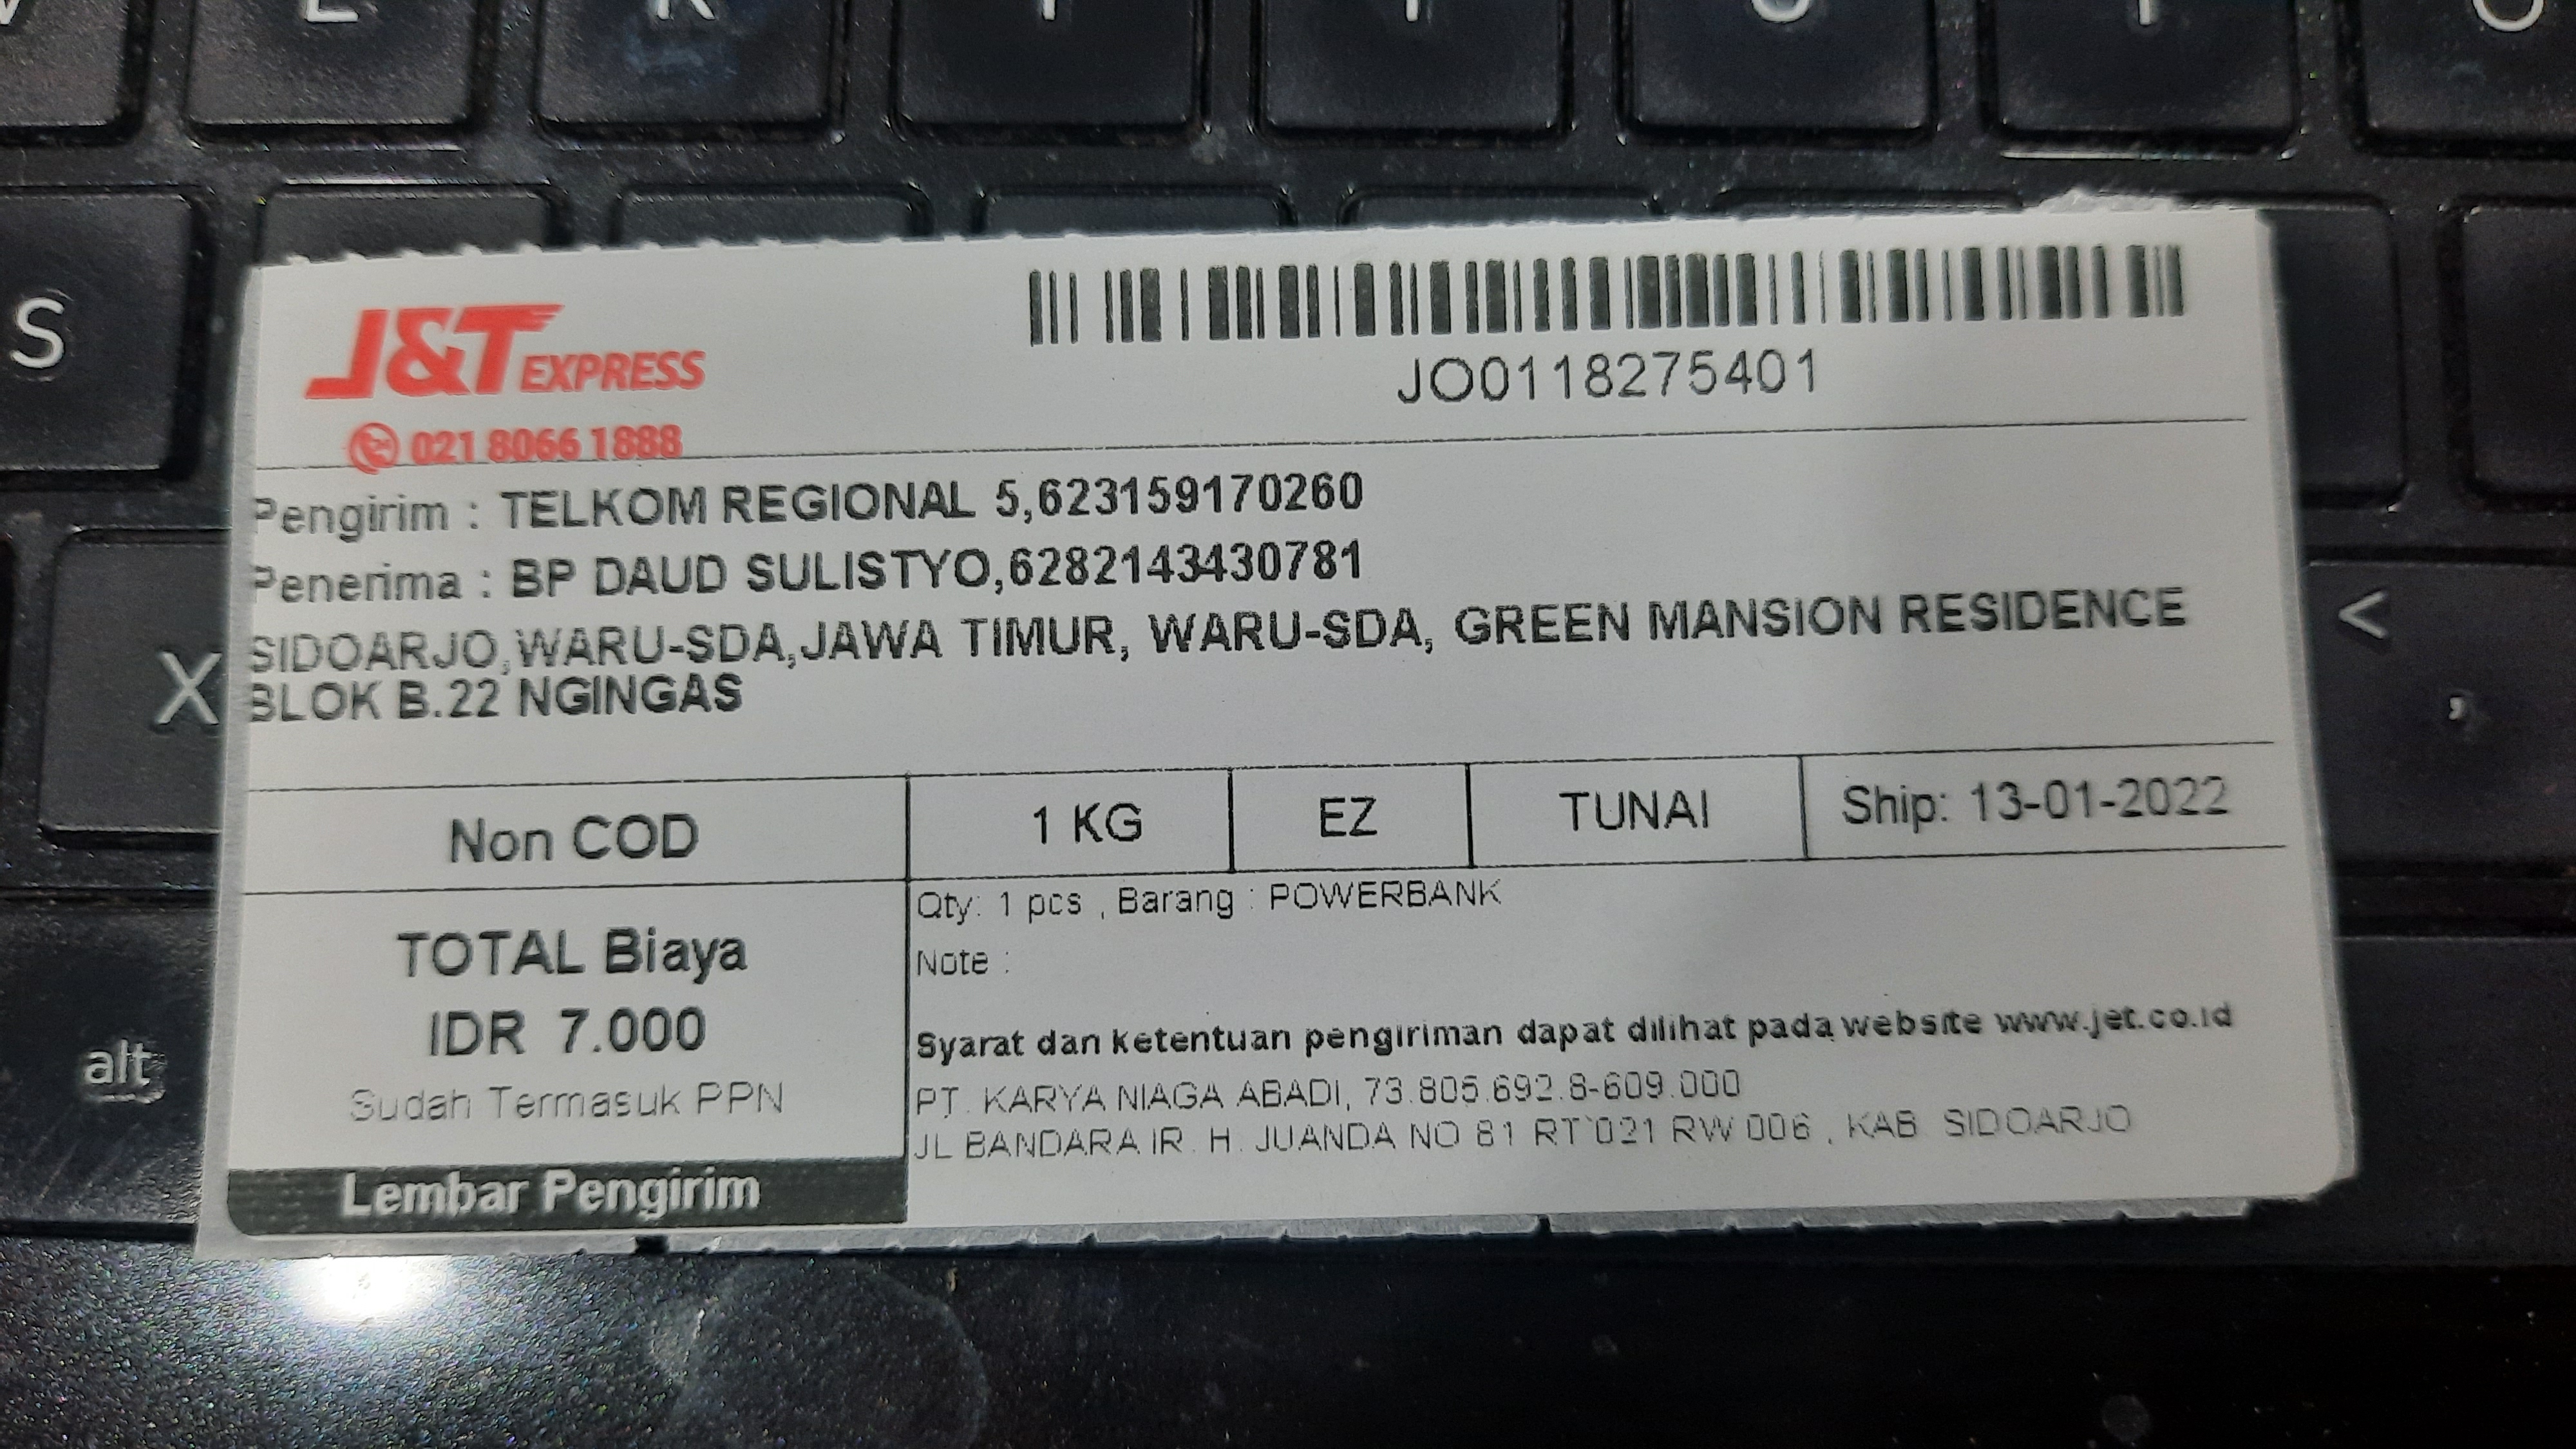 J&T EXPRESS
021 8066 1888
JO0118275401
Pengirim : TELKOM REGIONAL 5,623159170260
Penerima : BP DAUD SULISTYO,6282143430781
SIDOARJO,WARU-SDA,JAWA TIMUR, WARU-SDA, GREEN MANSION RESIDENCE
BLOK B.22 NGINGAS
Non COD 1 KG EZ TUNAI Ship: 13-01-2022
TOTAL Biaya
IDR 7.000
Sudah Termasuk PPN
Lembar Pengirim
Qty: 1 pcs , Barang : POWERBANK
Note :
Syarat dan ketentuan pengiriman dapat dilihat pada website www.jet.co.id
PT. KARYA NIAGA ABADI, 73.805.692.8-609.000
JL BANDARA IR. H. JUANDA NO 81 RT 021 RW 006 , KAB SIDOARJO
alt
X
S
<
,